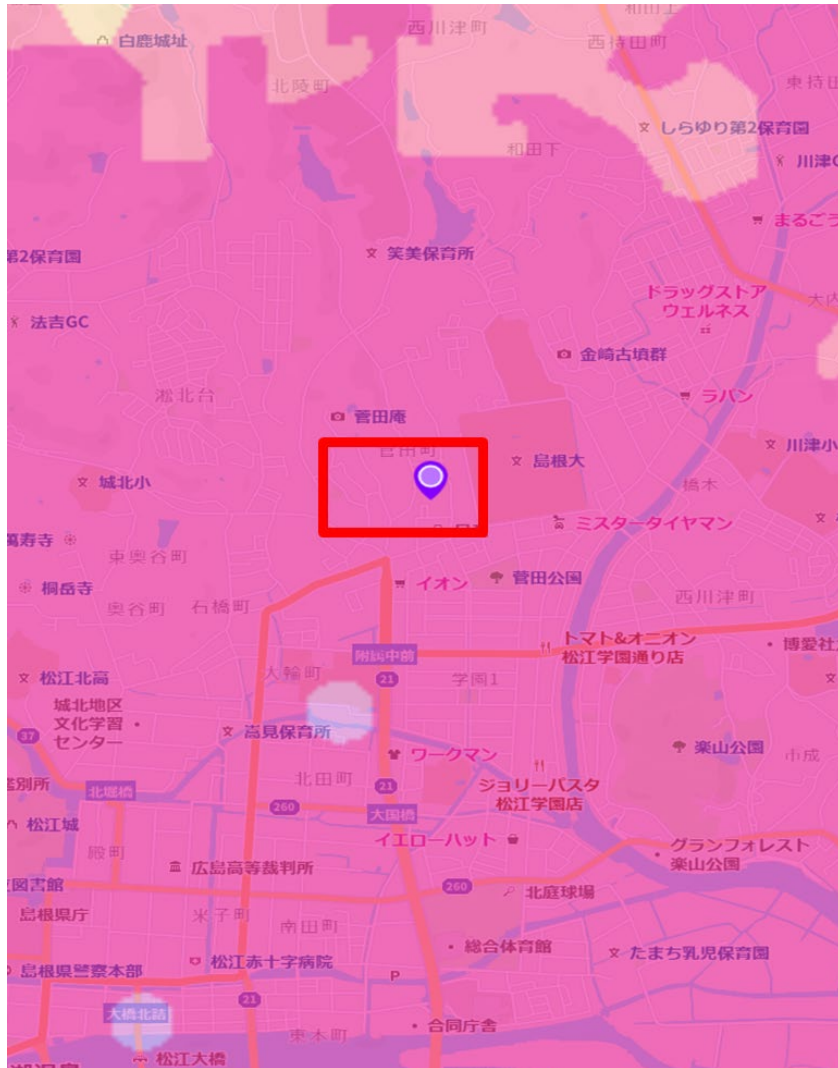 西川津町
白鹿城址
西持田町
北陵町
しらゆり第2保育園
和田下
まるごう
第2保育園
笑美保育所
ドラッグストア
ウェルネス
法吉GC
金崎古墳群
淞北台
ラパン
菅田庵
菅田町
城北小
島根大
川津小
橋本
萬寿寺
ミスタータイヤマン
東奥谷町
桐岳寺
イオン
菅田公園
奥谷町
石橋町
西川津町
トマト&オニオン
松江学園通り店
博愛社
附属中前
松江北高
大輪町
21
学園1
城北地区
文化学習
センター
37
嵩見保育所
ワークマン
楽山公園
北田町
ジョリーパスタ
松江学園店
北堀橋
21
260
大国橋
松江城
イエローハット
グランフォレスト
楽山公園
殿町
広島高等裁判所
図書館
260
北庭球場
島根県庁
米子町
南田町
総合体育館
たまち乳児保育園
島根県警察本部
松江赤十字病院
P
21
大橋北詰
東本町
合同庁舎
松江大橋